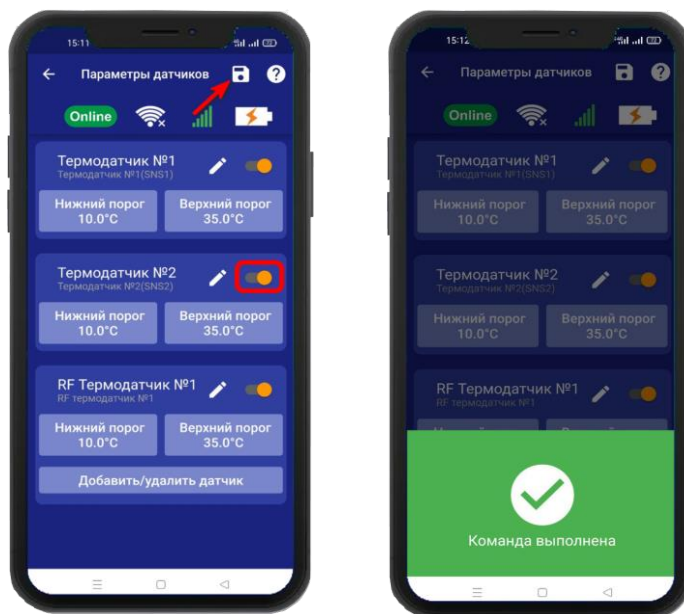 15:11
Параметры датчиков
Online
Термодатчик №1
Термодатчик №1(SNS1)
Нижний порог
10.0°C
Верхний порог
35.0°C
Термодатчик №2
Термодатчик №2(SNS2)
Нижний порог
10.0°C
Верхний порог
35.0°C
RF Термодатчик №1
RF термодатчик №1
Нижний порог
10.0°C
Верхний порог
35.0°C
Добавить/удалить датчик
15:12
Параметры датчиков
Online
Термодатчик №1
Термодатчик №1(SNS1)
Нижний порог
10.0°C
Верхний порог
35.0°C
Термодатчик №2
Термодатчик №2(SNS2)
Нижний порог
10.0°C
Верхний порог
35.0°C
RF Термодатчик №1
RF термодатчик №1
Команда выполнена